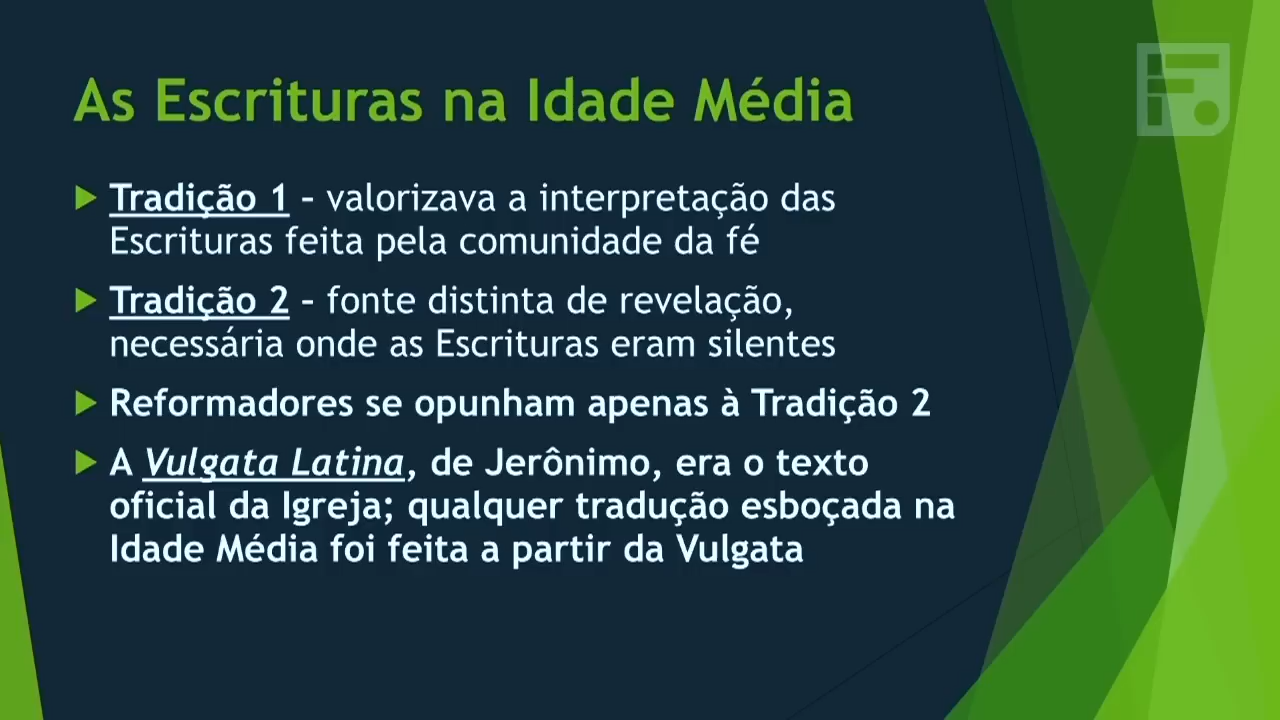 As Escrituras na Idade Média
Tradição 1 – valorizava a interpretação das
Escrituras feita pela comunidade da fé
Tradição 2 – fonte distinta de revelação,
necessária onde as Escrituras eram silentes
Reformadores se opunham apenas à Tradição 2
A Vulgata Latina, de Jerônimo, era o texto
oficial da Igreja; qualquer tradução esboçada na
Idade Média foi feita a partir da Vulgata